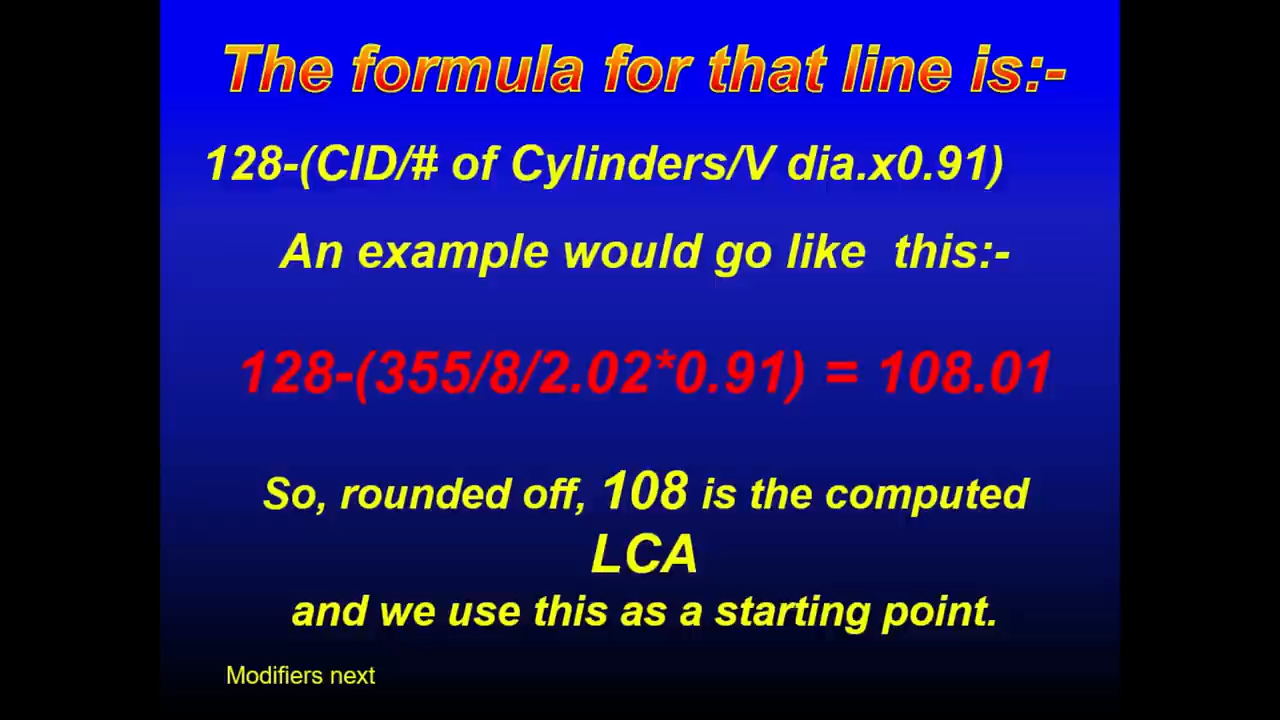 The formula for that line is:-
128-(CID/# of Cylinders/V dia.x0.91)
An example would go like this:-
128-(355/8/2.02*0.91) = 108.01
So, rounded off, 108 is the computed
LCA
and we use this as a starting point.
Modifiers next